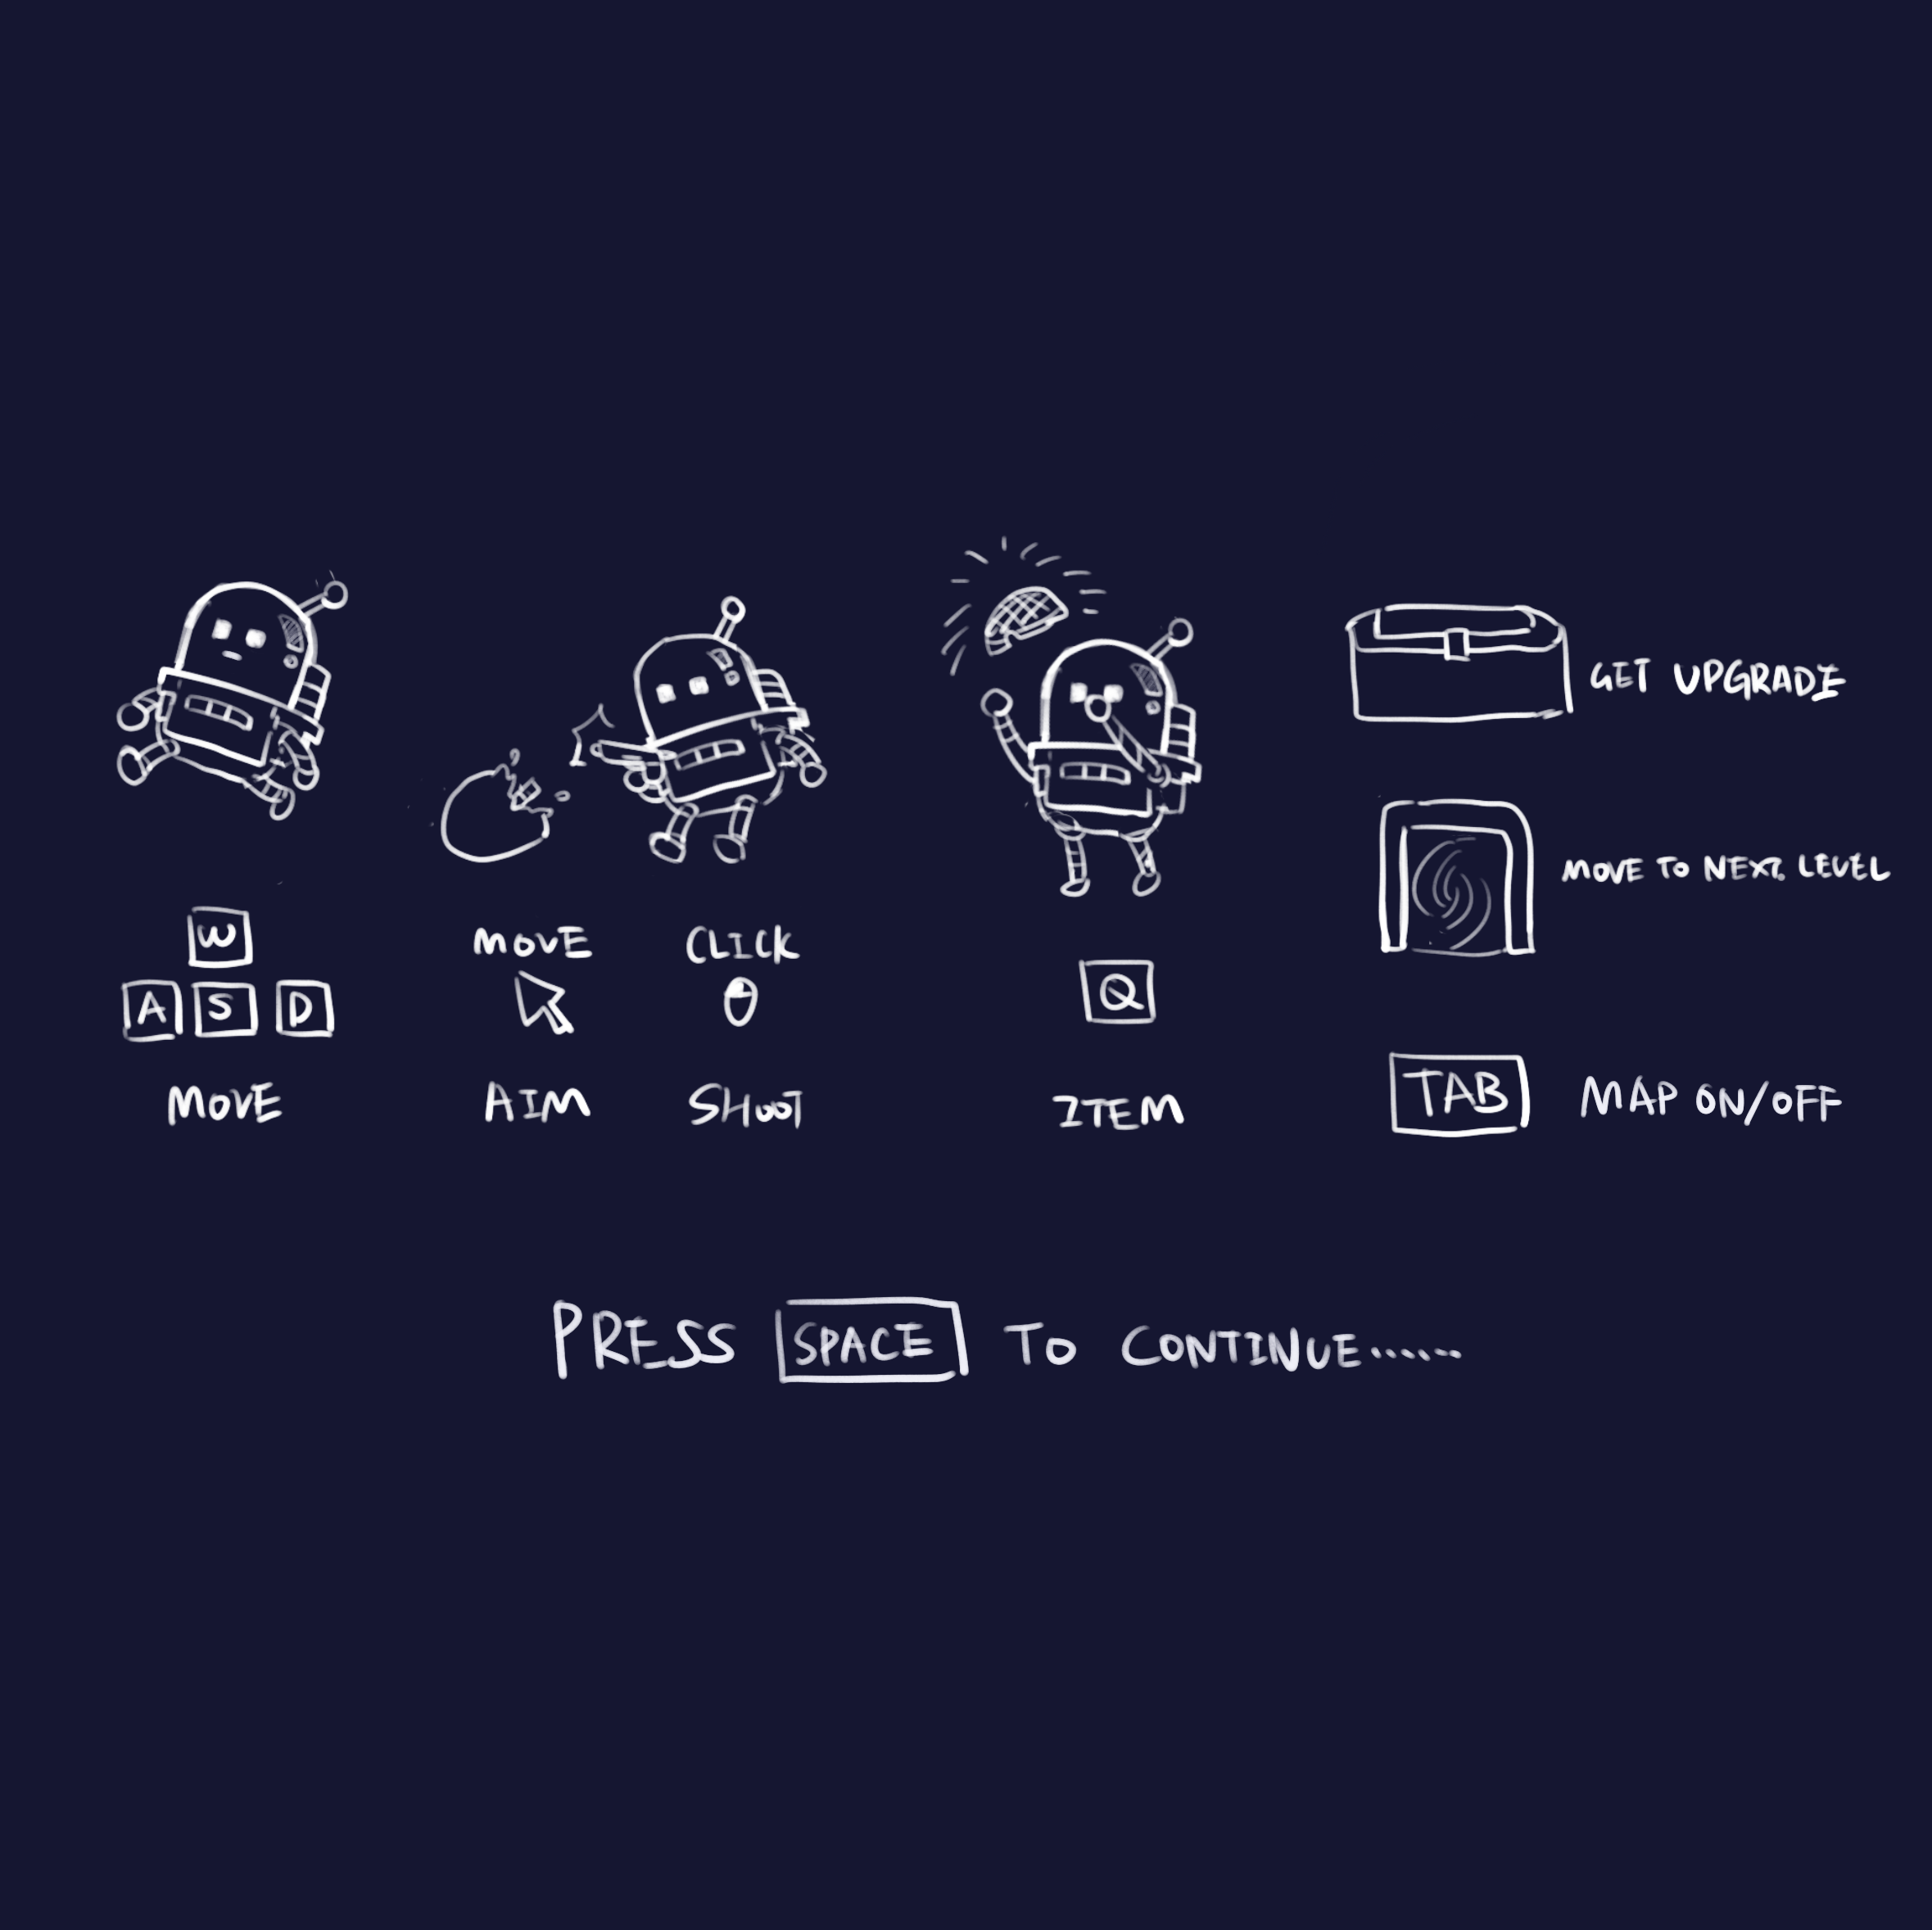 W
A S D
MOVE
MOVE CLICK
AIM SHOOT
Q
ITEM
GET UPGRADE
MOVE TO NEXT LEVEL
TAB MAP ON/OFF
PRESS SPACE TO CONTINUE......